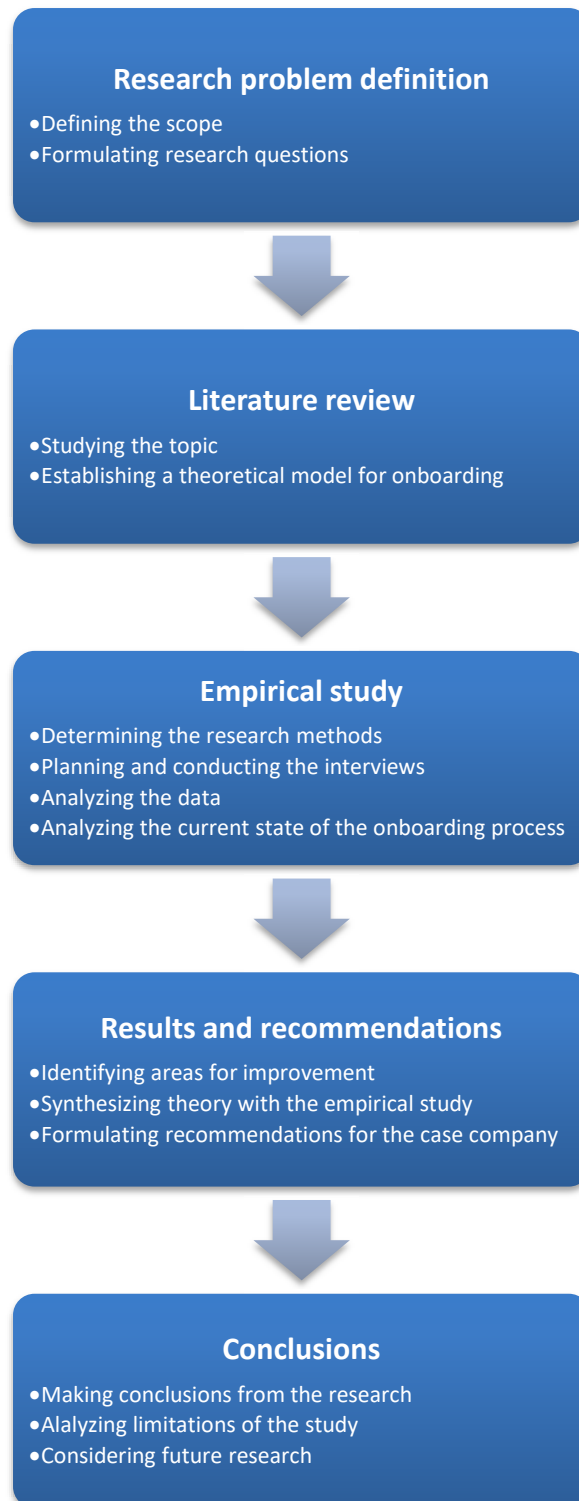 Research problem definition
•Defining the scope
•Formulating research questions
Literature review
•Studying the topic
•Establishing a theoretical model for onboarding
Empirical study
•Determining the research methods
•Planning and conducting the interviews
•Analyzing the data
•Analyzing the current state of the onboarding process
Results and recommendations
•Identifying areas for improvement
•Synthesizing theory with the empirical study
•Formulating recommendations for the case company
Conclusions
•Making conclusions from the research
•Alalyzing limitations of the study
•Considering future research